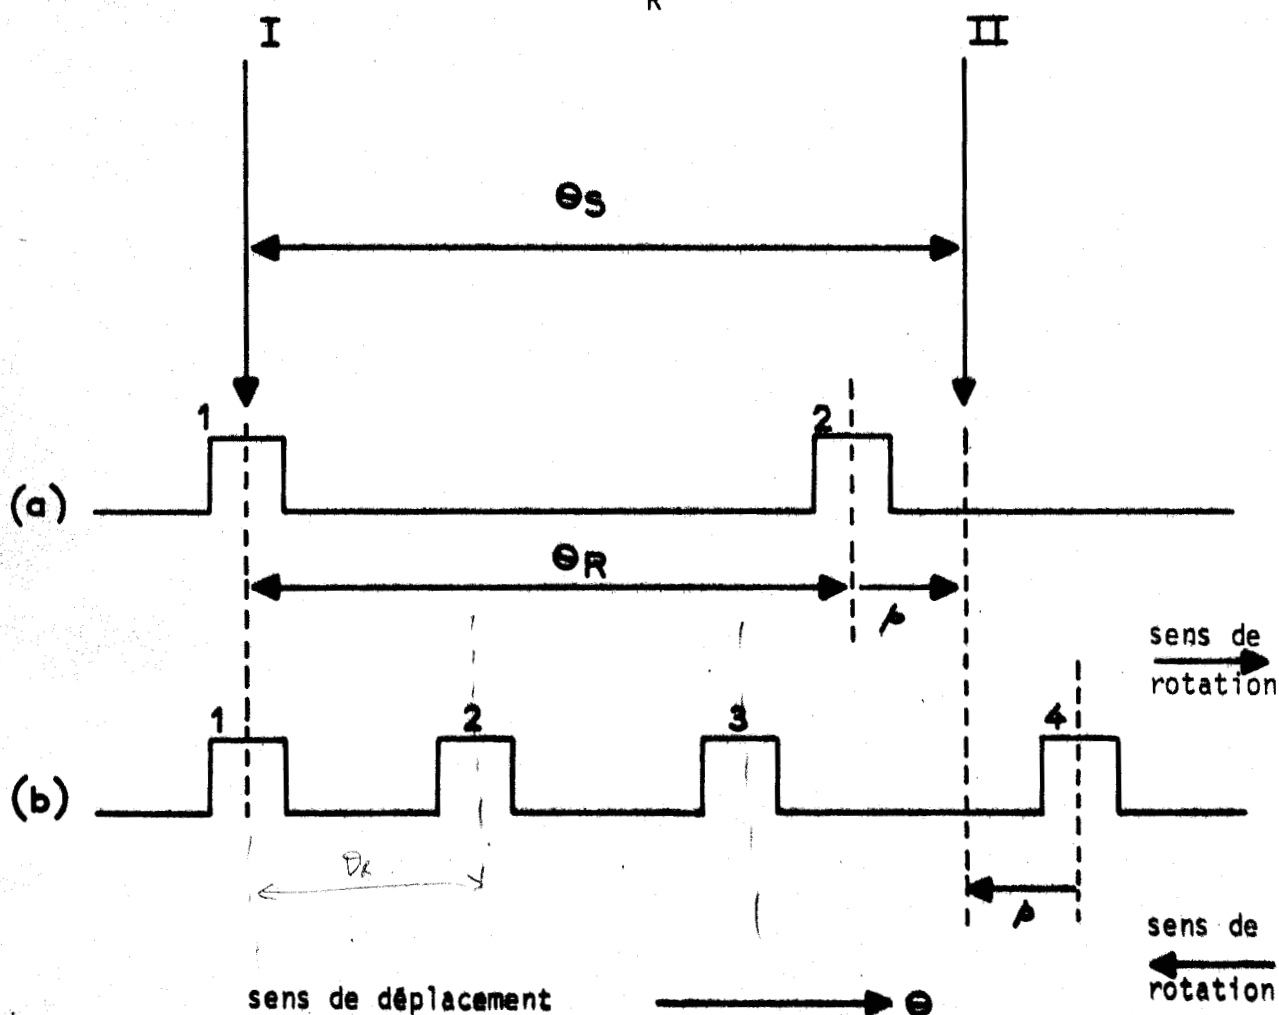 R
I II
ΘS
1 2
(a)
ΘR
p
sens de
rotation
1 2 3 4
(b)
ΘR
p
sens de
rotation
sens de déplacement Θ